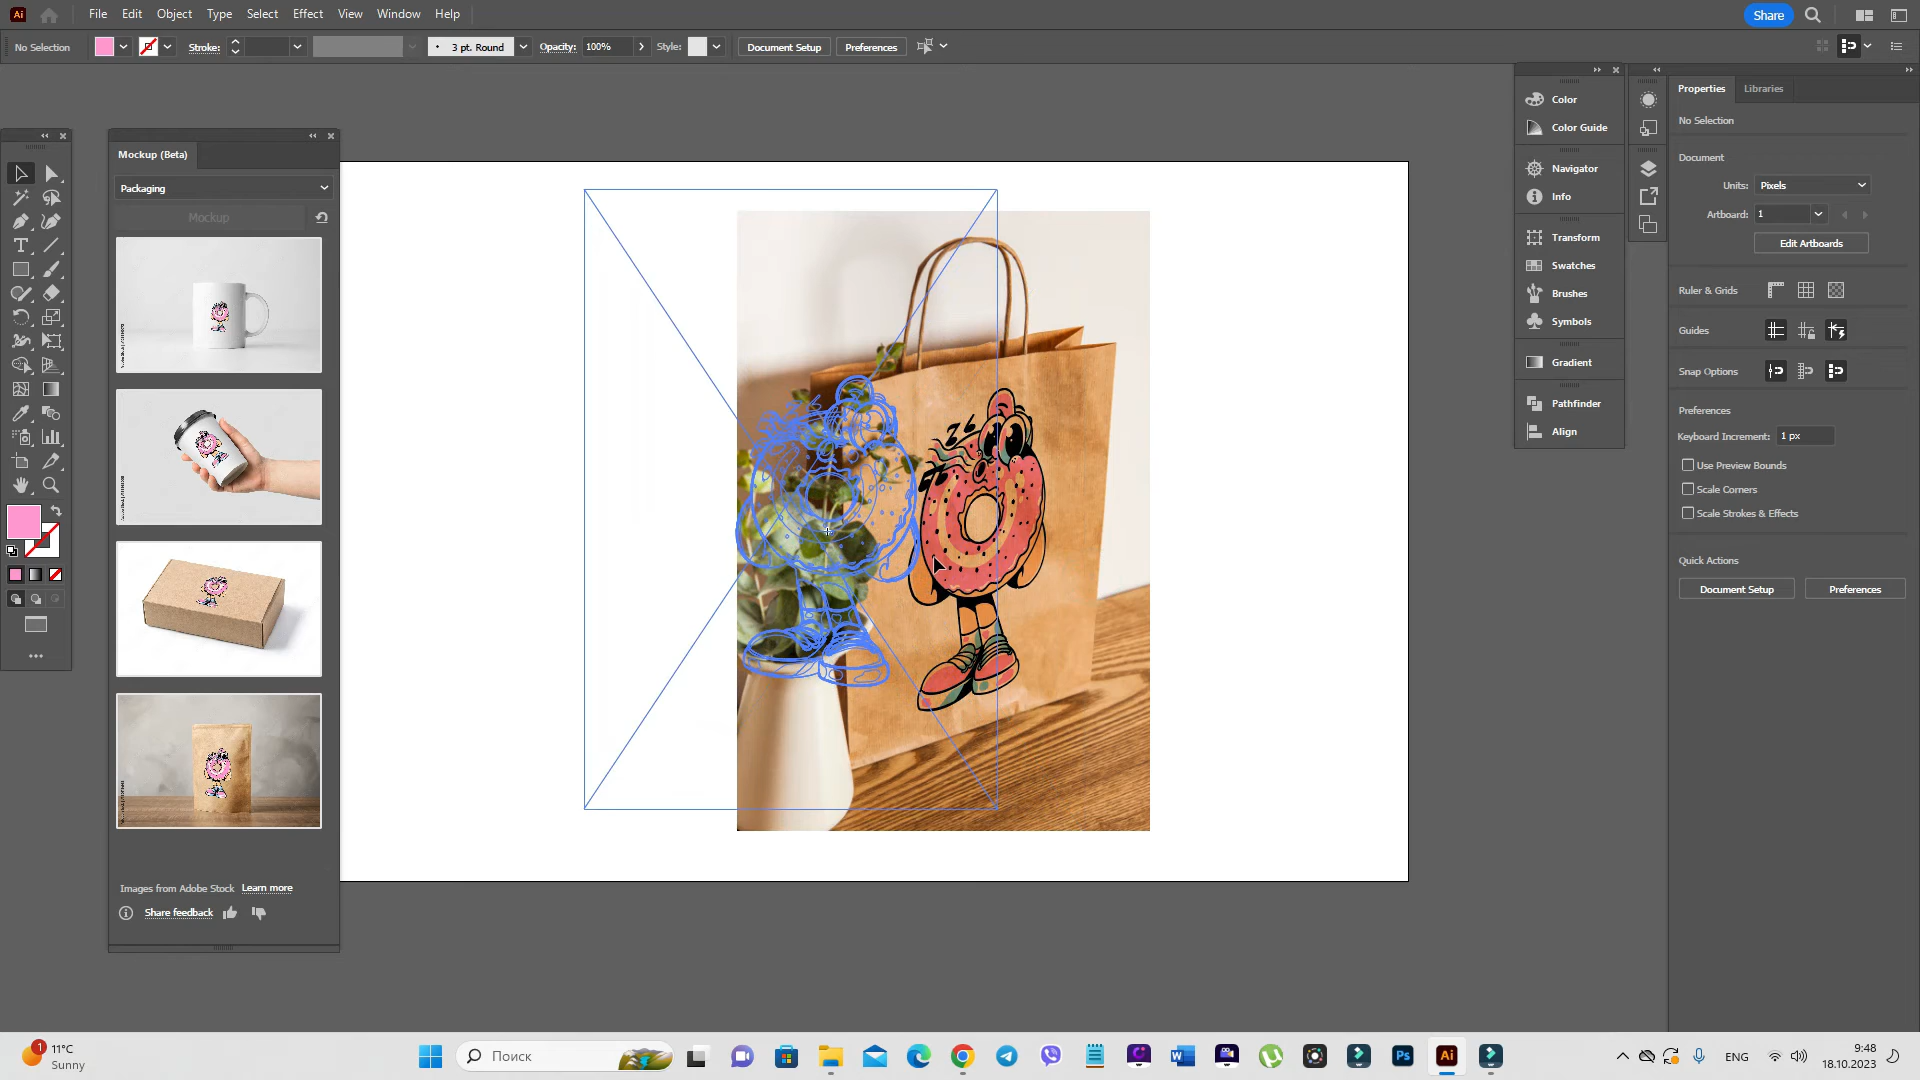 Ai File Edit Object Type Select Effect View Window Help Share
No Selection Stroke: 3 pt. Round Opacity: 100% Style: Document Setup Preferences
Mockup (Beta)
Packaging
Mockup
Images from Adobe Stock Learn more
Share feedback
Color
Color Guide
Navigator
Info
Transform
Swatches
Brushes
Symbols
Gradient
Pathfinder
Align
Properties Libraries
No Selection
Document
Units: Pixels
Artboard: 1
Edit Artboards
Ruler & Grids
Guides
Snap Options
Preferences
Keyboard Increment: 1 px
Use Preview Bounds
Scale Corners
Scale Strokes & Effects
Quick Actions
Document Setup Preferences
1 11°C
Sunny
Поиск
W
Ps
Ai
ENG
9:48
18.10.2023